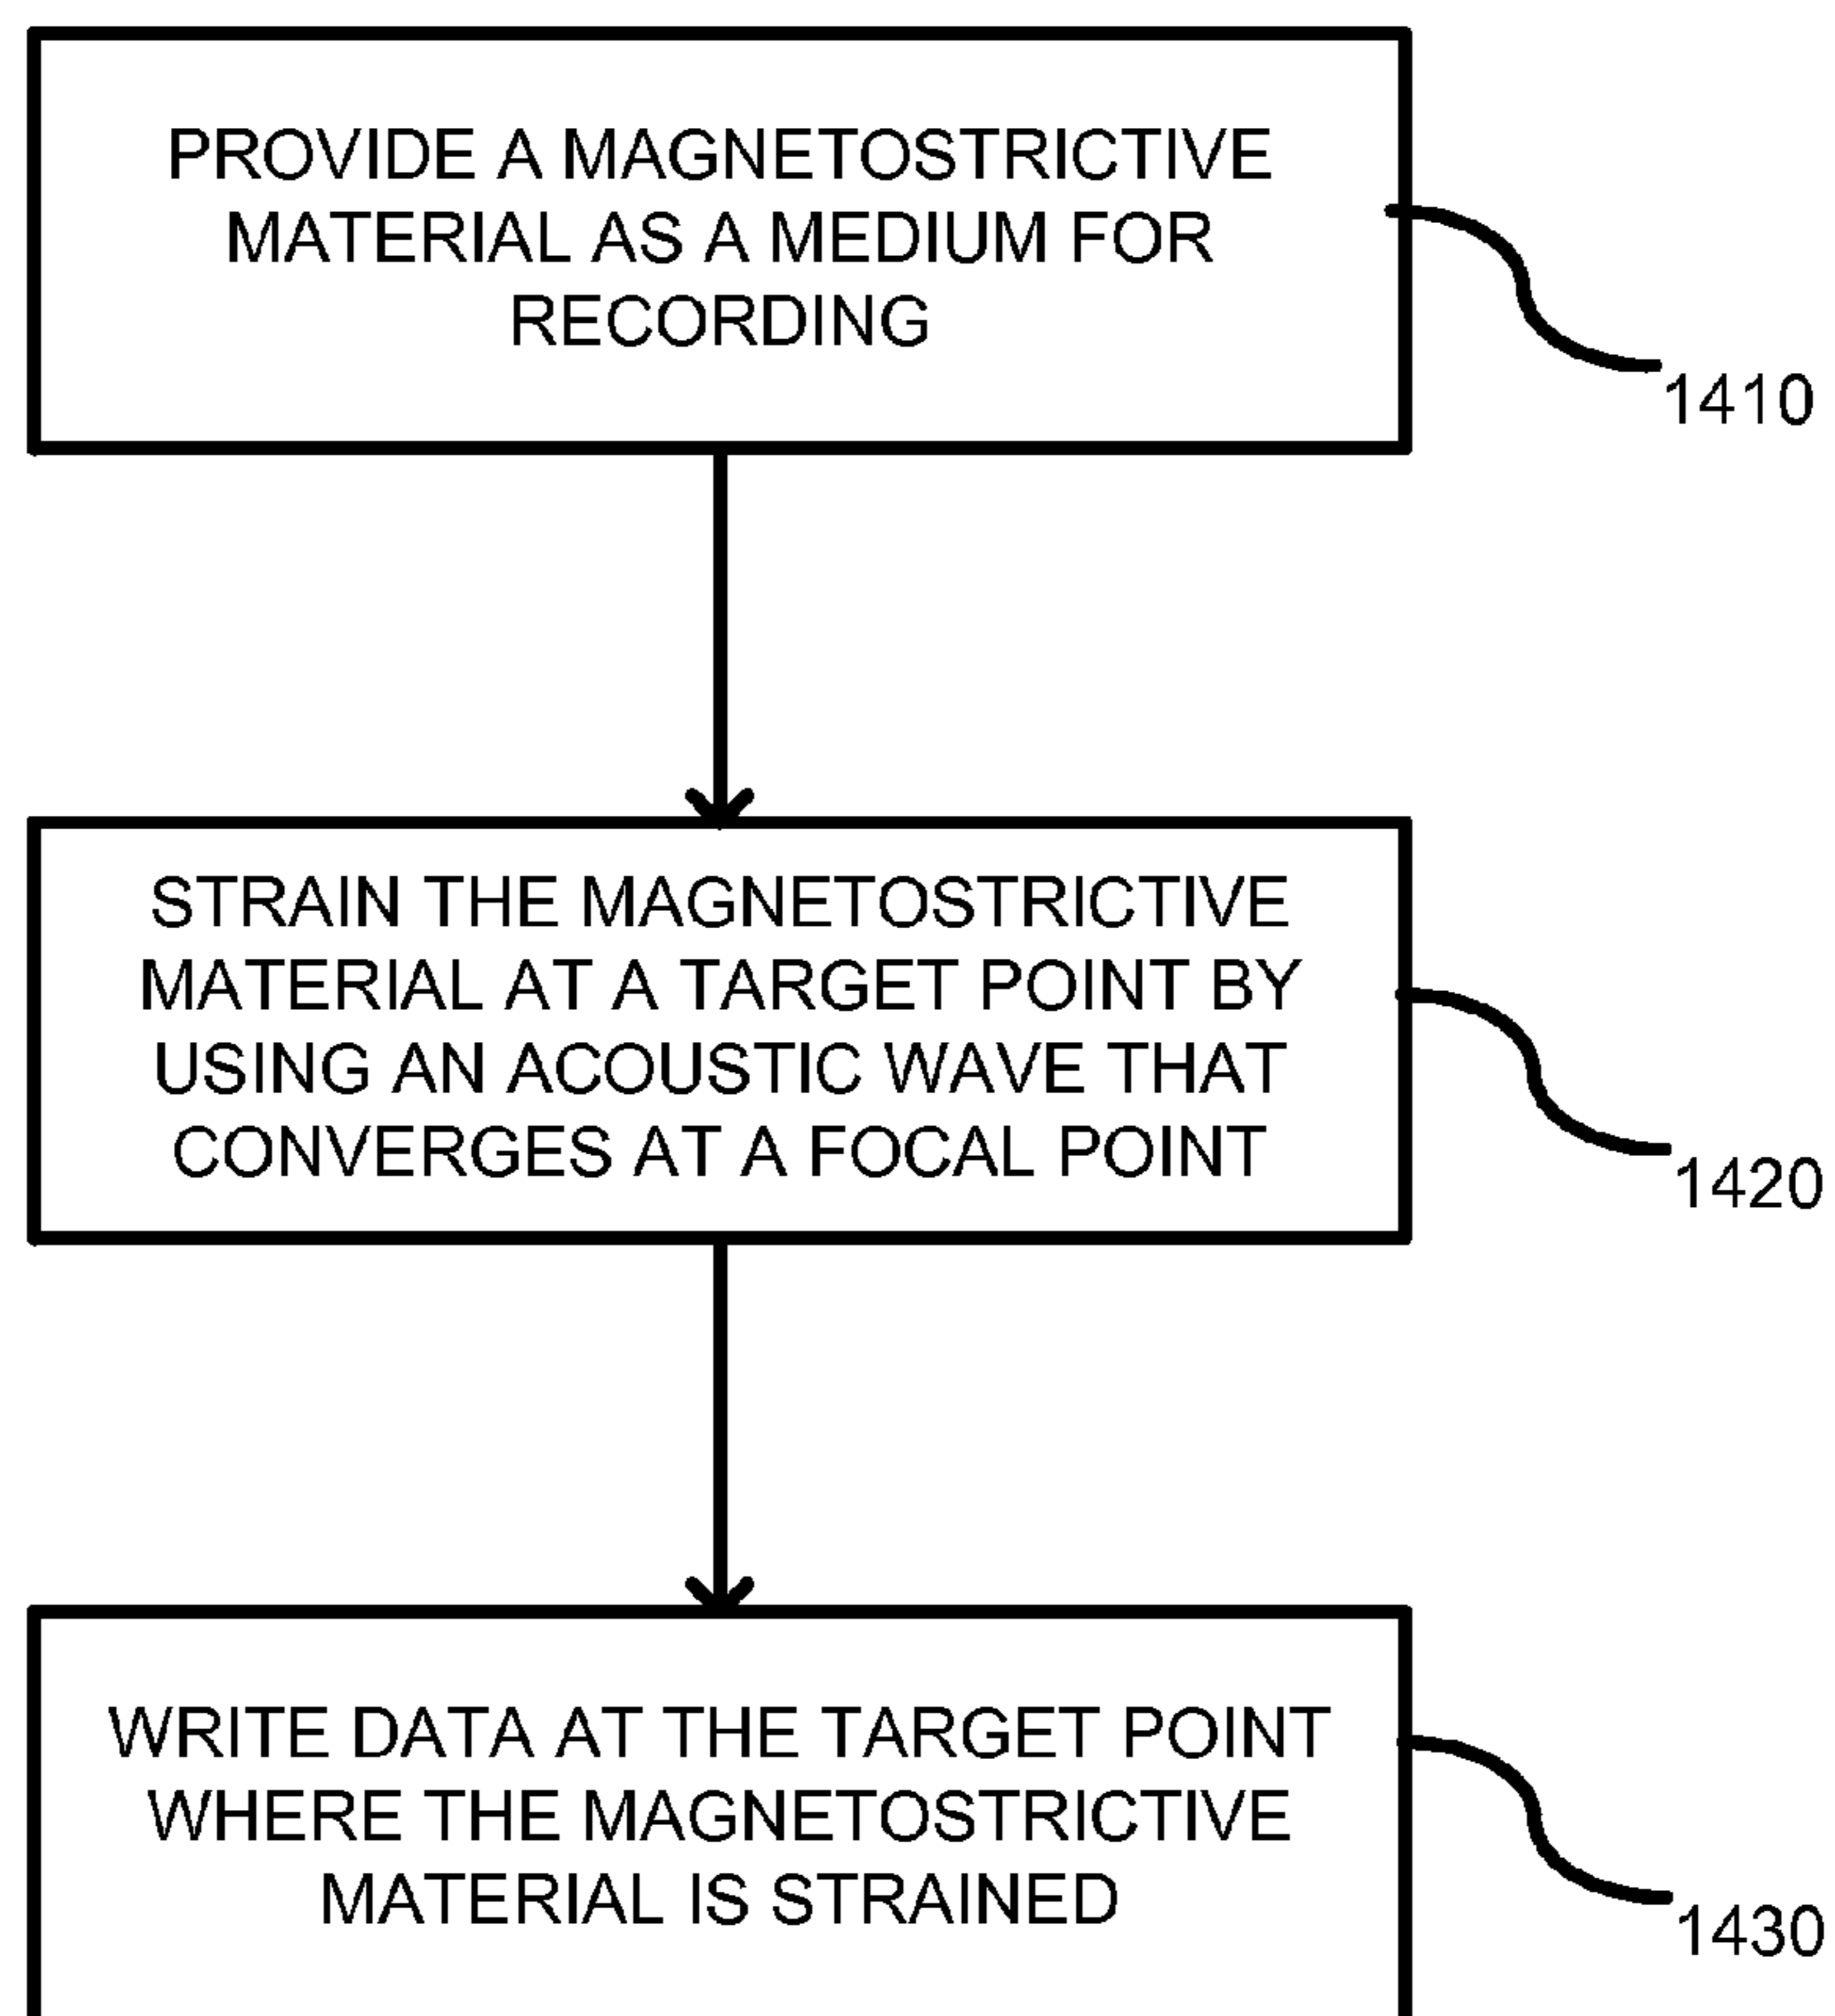 PROVIDE A MAGNETOSTRICTIVE
MATERIAL AS A MEDIUM FOR
RECORDING
1410
STRAIN THE MAGNETOSTRICTIVE
MATERIAL AT A TARGET POINT BY
USING AN ACOUSTIC WAVE THAT
CONVERGES AT A FOCAL POINT
1420
WRITE DATA AT THE TARGET POINT
WHERE THE MAGNETOSTRICTIVE
MATERIAL IS STRAINED
1430